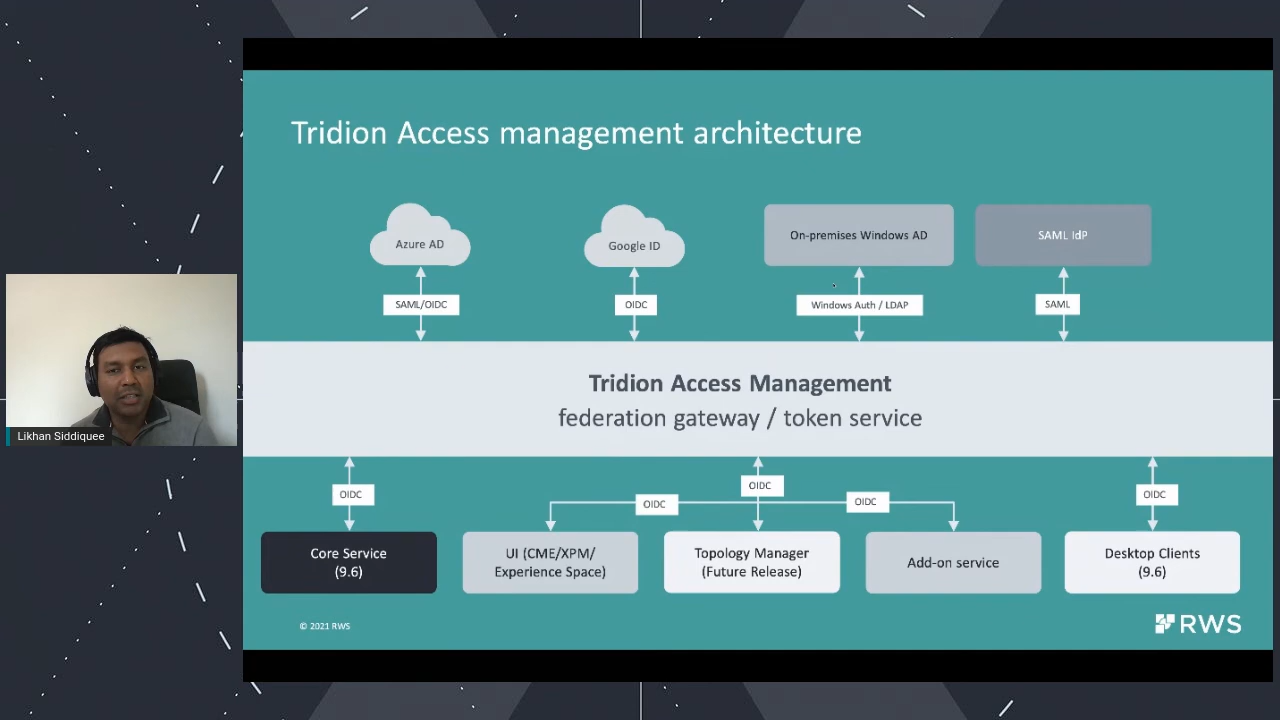 Tridion Access management architecture
Azure AD
Google ID
On-premises Windows AD
SAML IdP
SAML/OIDC
OIDC
Windows Auth / LDAP
SAML
Tridion Access Management
federation gateway / token service
OIDC
OIDC
OIDC
OIDC
OIDC
Core Service
(9.6)
UI (CME/XPM/
Experience Space)
Topology Manager
(Future Release)
Add-on service
Desktop Clients
(9.6)
© 2021 RWS
RWS
Likhan Siddiquee